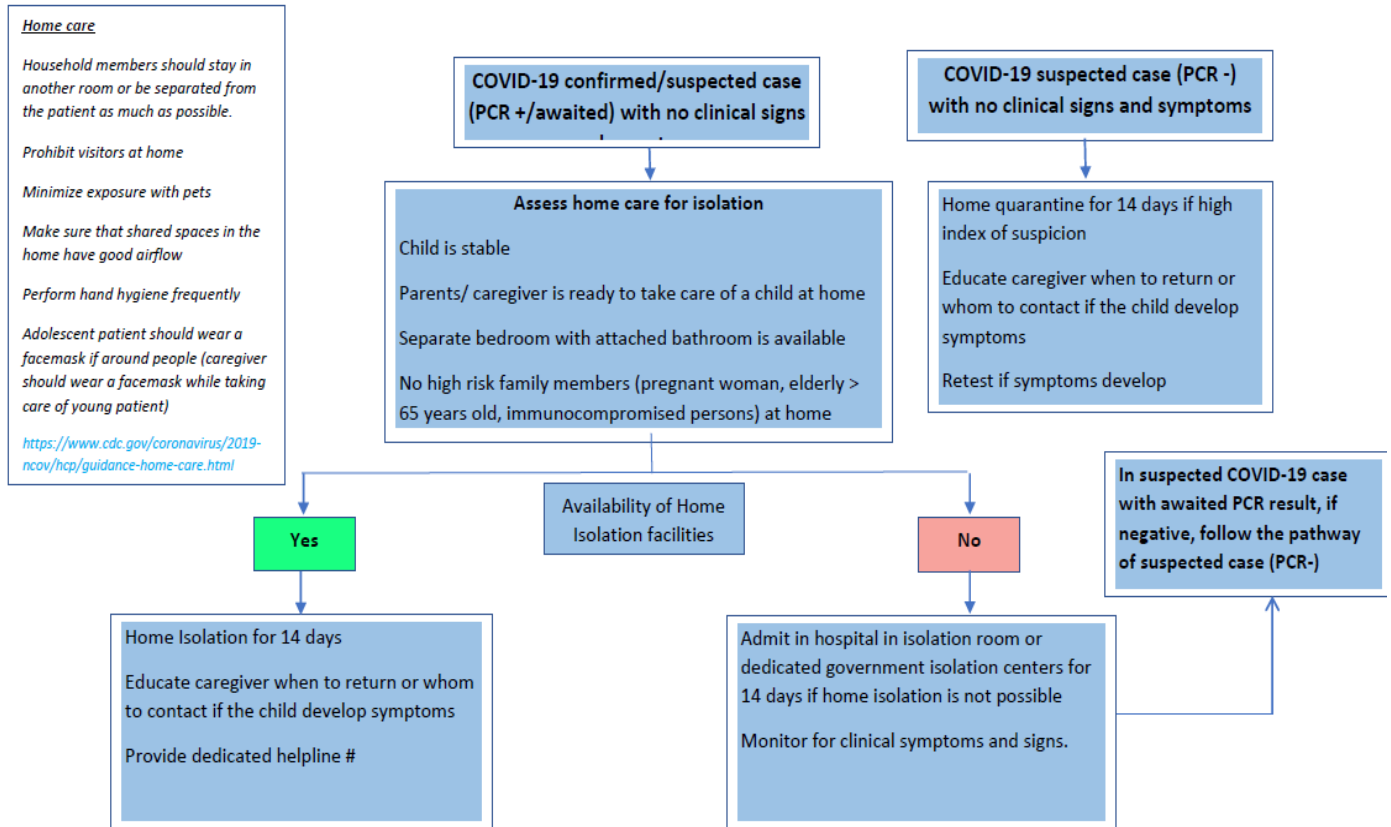 Home care
Household members should stay in
another room or be separated from
the patient as much as possible.
Prohibit visitors at home
Minimize exposure with pets
Make sure that shared spaces in the
home have good airflow
Perform hand hygiene frequently
Adolescent patient should wear a
facemask if around people (caregiver
should wear a facemask while taking
care of young patient)
https://www.cdc.gov/coronavirus/2019-
ncov/hcp/guidance-home-care.html
COVID-19 confirmed/suspected case
(PCR +/awaited) with no clinical signs
COVID-19 suspected case (PCR -)
with no clinical signs and symptoms
Assess home care for isolation
Child is stable
Parents/ caregiver is ready to take care of a child at home
Separate bedroom with attached bathroom is available
No high risk family members (pregnant woman, elderly >
65 years old, immunocompromised persons) at home
Home quarantine for 14 days if high
index of suspicion
Educate caregiver when to return or
whom to contact if the child develop
symptoms
Retest if symptoms develop
Availability of Home
Isolation facilities
Yes
No
In suspected COVID-19 case
with awaited PCR result, if
negative, follow the pathway
of suspected case (PCR-)
Home Isolation for 14 days
Educate caregiver when to return or whom
to contact if the child develop symptoms
Provide dedicated helpline #
Admit in hospital in isolation room or
dedicated government isolation centers for
14 days if home isolation is not possible
Monitor for clinical symptoms and signs.